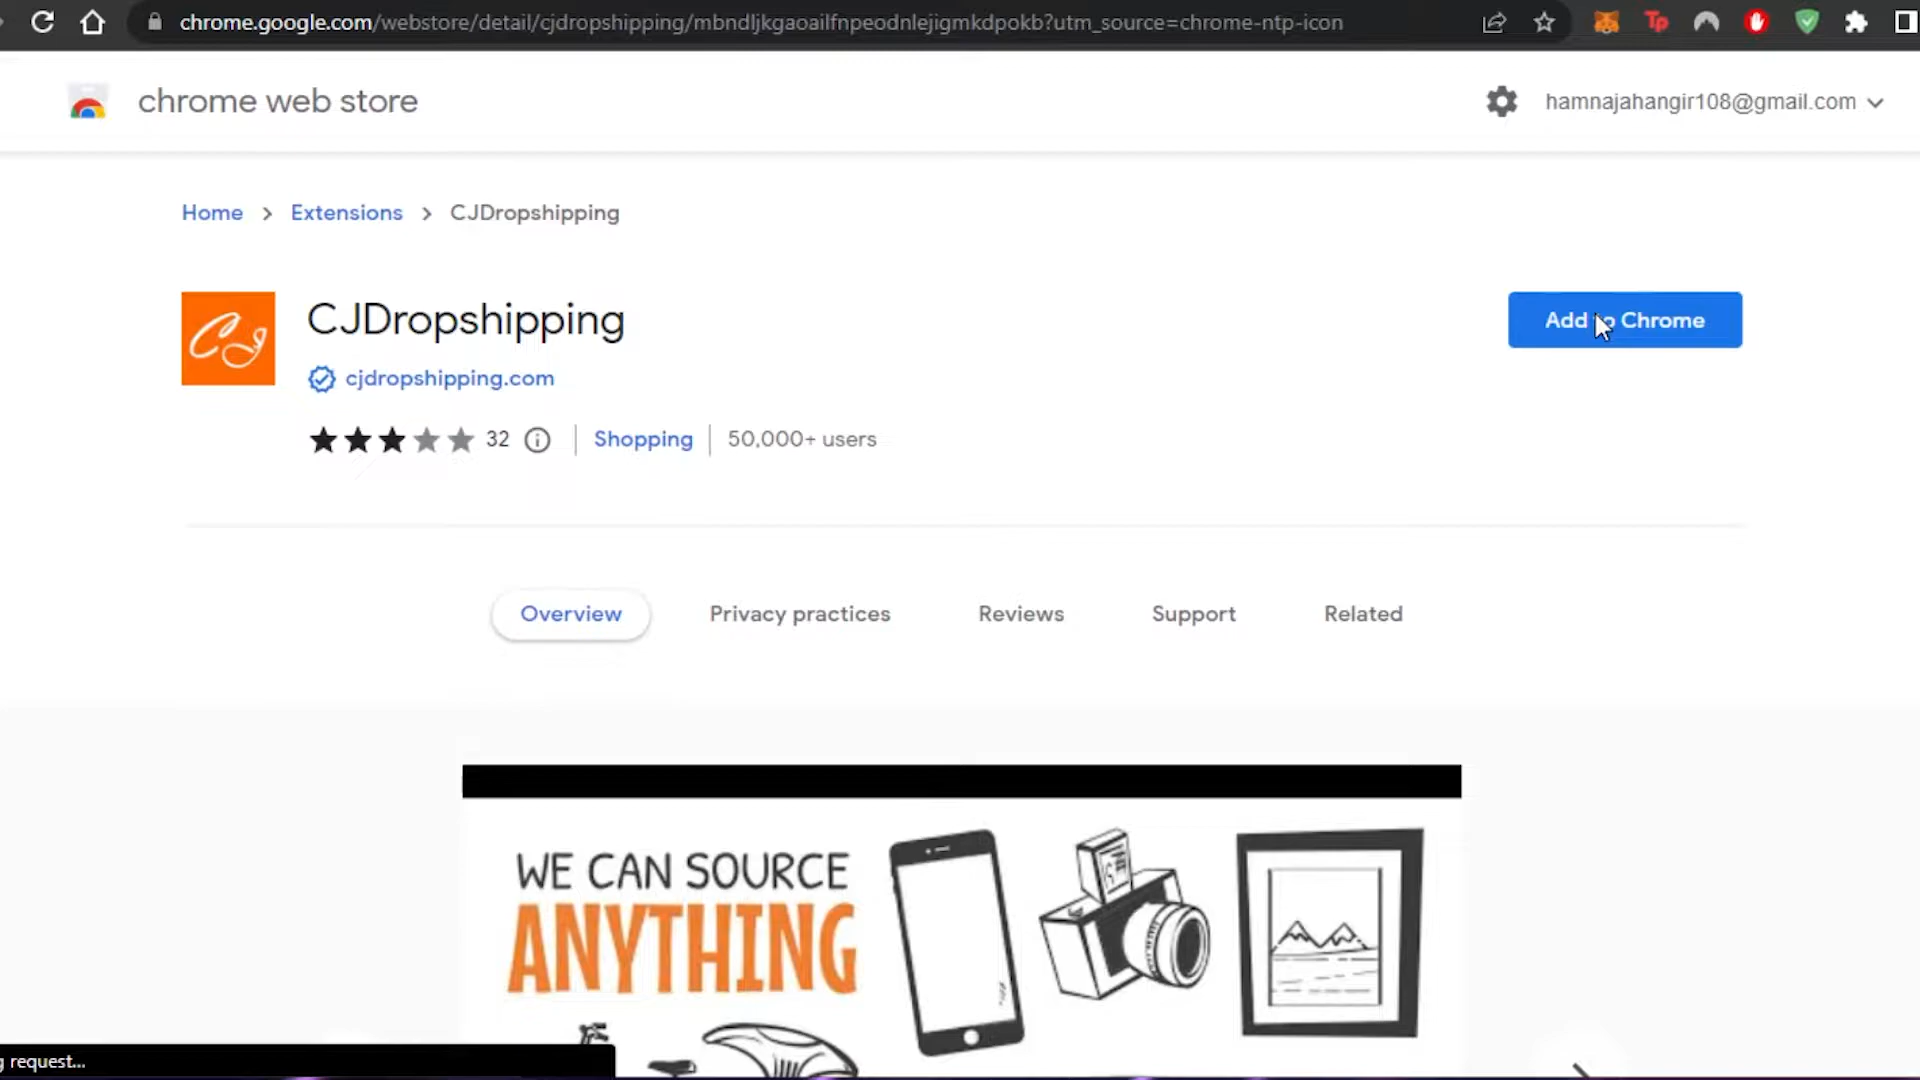 chrome.google.com/webstore/detail/cjdropshipping/mbndljkgaoailfnpeodnlejigmkdpokb?utm_source=chrome-ntp-icon
Tp
chrome web store
hamnajahangir108@gmail.com
Home > Extensions > CJDropshipping
CJ
CJDropshipping
Add to Chrome
cjdropshipping.com
32
Shopping
50,000+ users
Overview
Privacy practices
Reviews
Support
Related
WE CAN SOURCE
ANYTHING
g request...